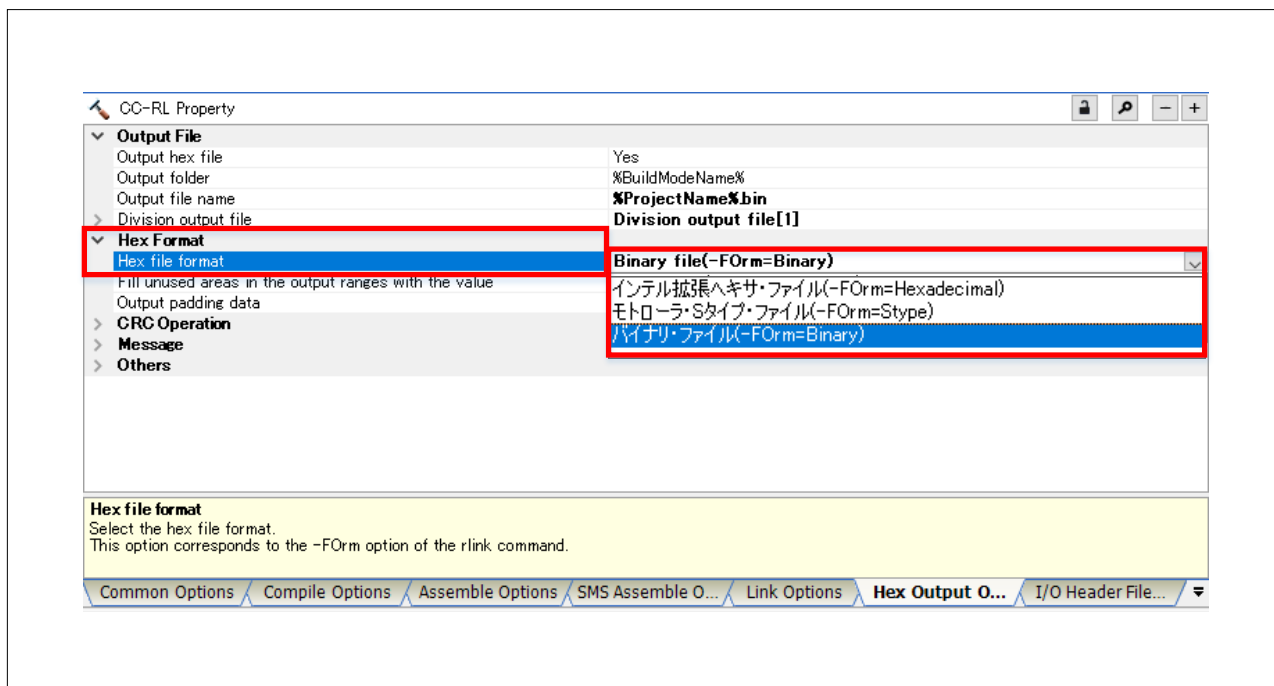 CC-RL Property
Output File
Output hex file Yes
Output folder %BuildModeName%
Output file name %ProjectName%.bin
Division output file Division output file[1]
Hex Format
Hex file format Binary file(-FOrm=Binary)
Fill unused areas in the output ranges with the value
インテル拡張ヘキサ・ファイル(-FOrm=Hexadecimal)
Output padding data
モトローラ・Sタイプ・ファイル(-FOrm=Stype)
CRC Operation
バイナリ・ファイル(-FOrm=Binary)
Message
Others
Hex file format
Select the hex file format.
This option corresponds to the -FOrm option of the rlink command.
Common Options Compile Options Assemble Options SMS Assemble O... Link Options Hex Output O... I/O Header File...